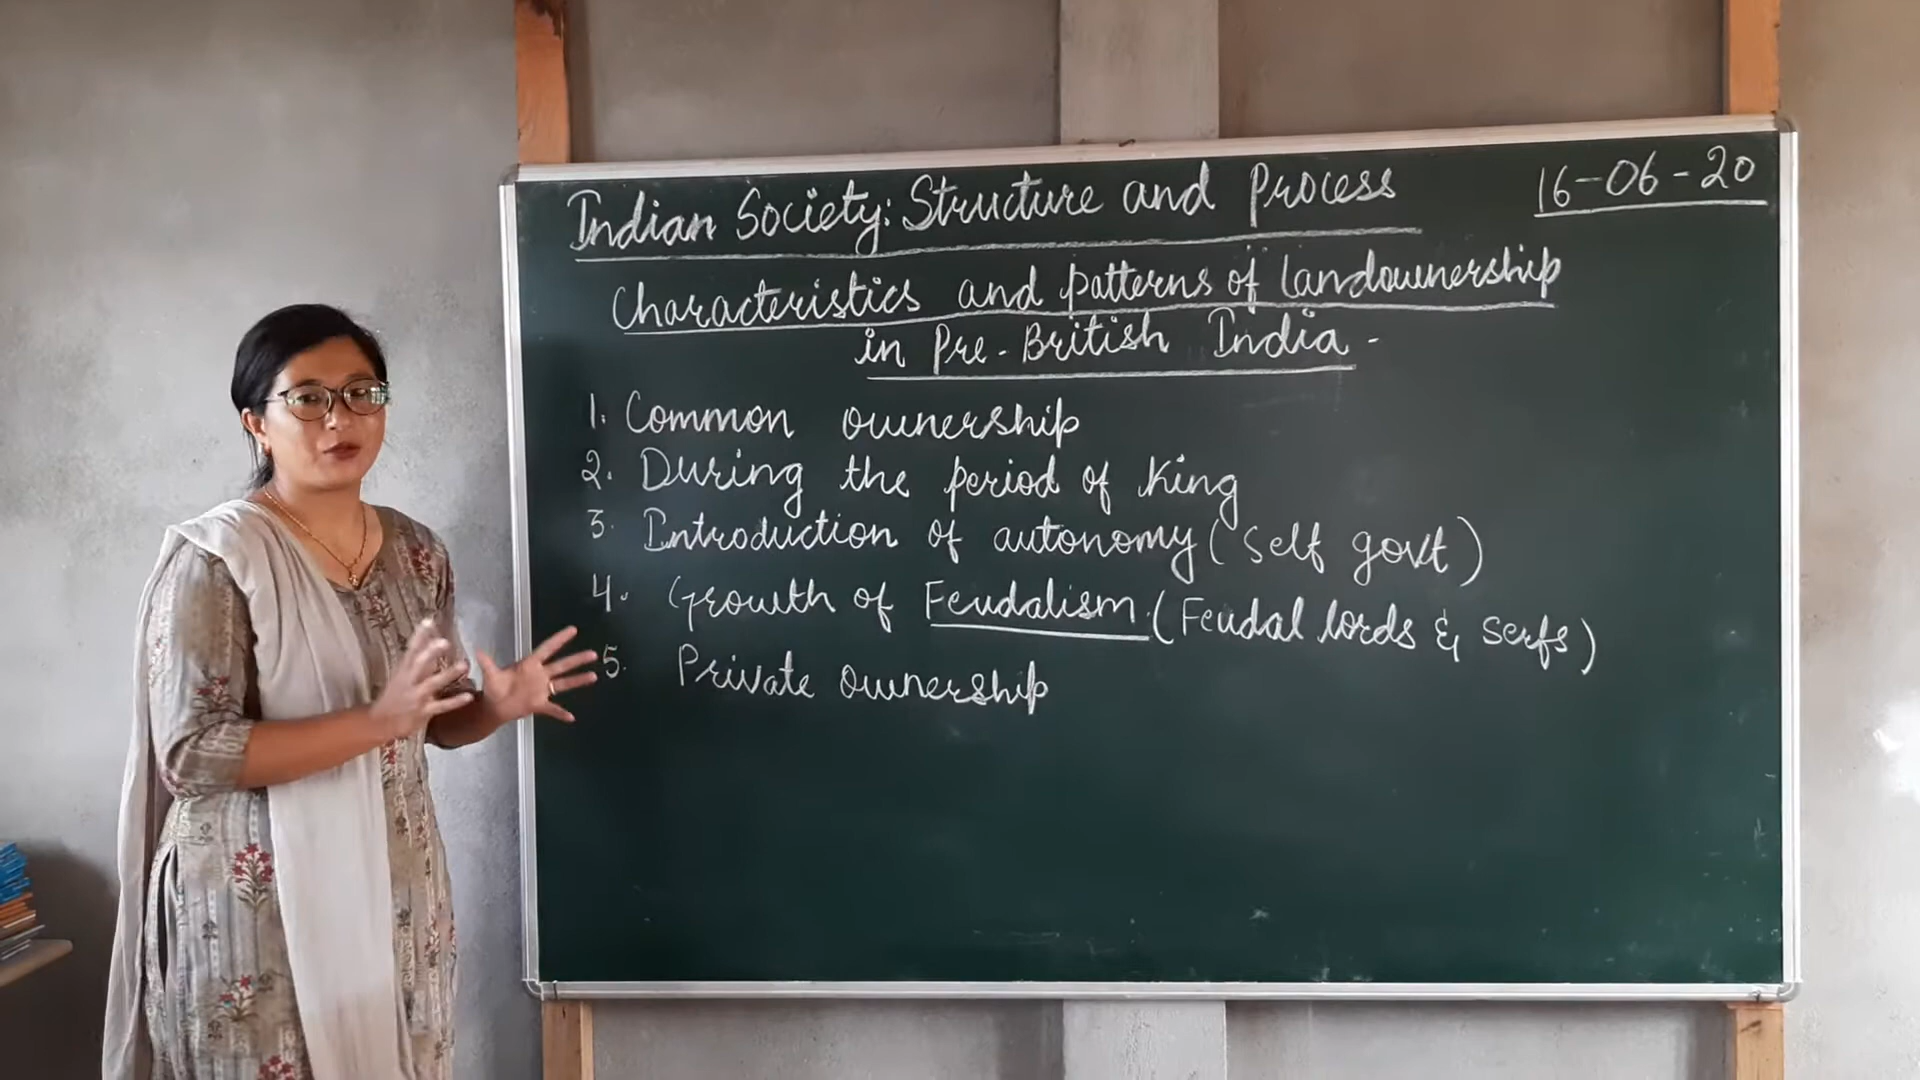 Indian Society: Structure and Process
16-06-20
Characteristics and patterns of landownership
in Pre-British India -
1. Common ownership
2. During the period of King
3. Introduction of autonomy (Self govt)
4. Growth of Feudalism (Feudal lords & Serfs)
5. Private ownership